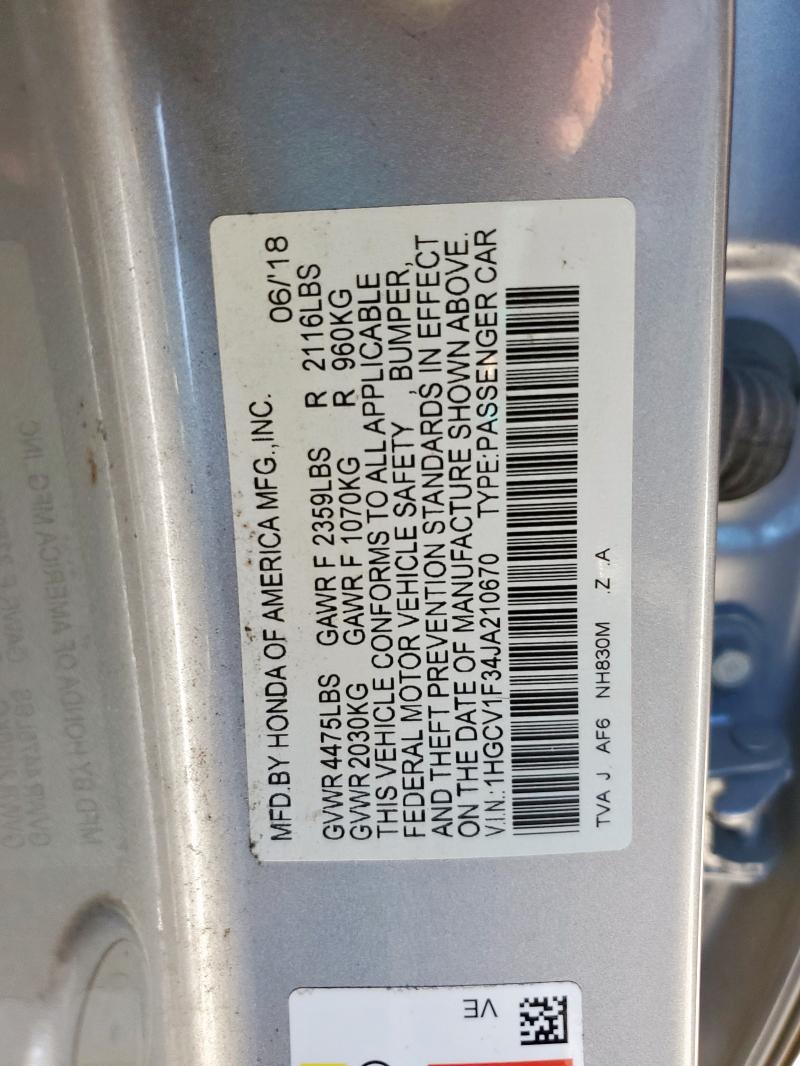 MFD.BY HONDA OF AMERICA MFG.,INC. 06/'18
GVWR 4475LBS GAWR F 2359LBS R 2116LBS
GVWR 2030KG GAWR F 1070KG R 960KG
THIS VEHICLE CONFORMS TO ALL APPLICABLE
FEDERAL MOTOR VEHICLE SAFETY , BUMPER,
AND THEFT PREVENTION STANDARDS IN EFFECT
ON THE DATE OF MANUFACTURE SHOWN ABOVE.
V.I.N.:1HGCV1F34JA210670 TYPE:PASSENGER CAR
TVA J. AF6 NH830M .Z .A
VE